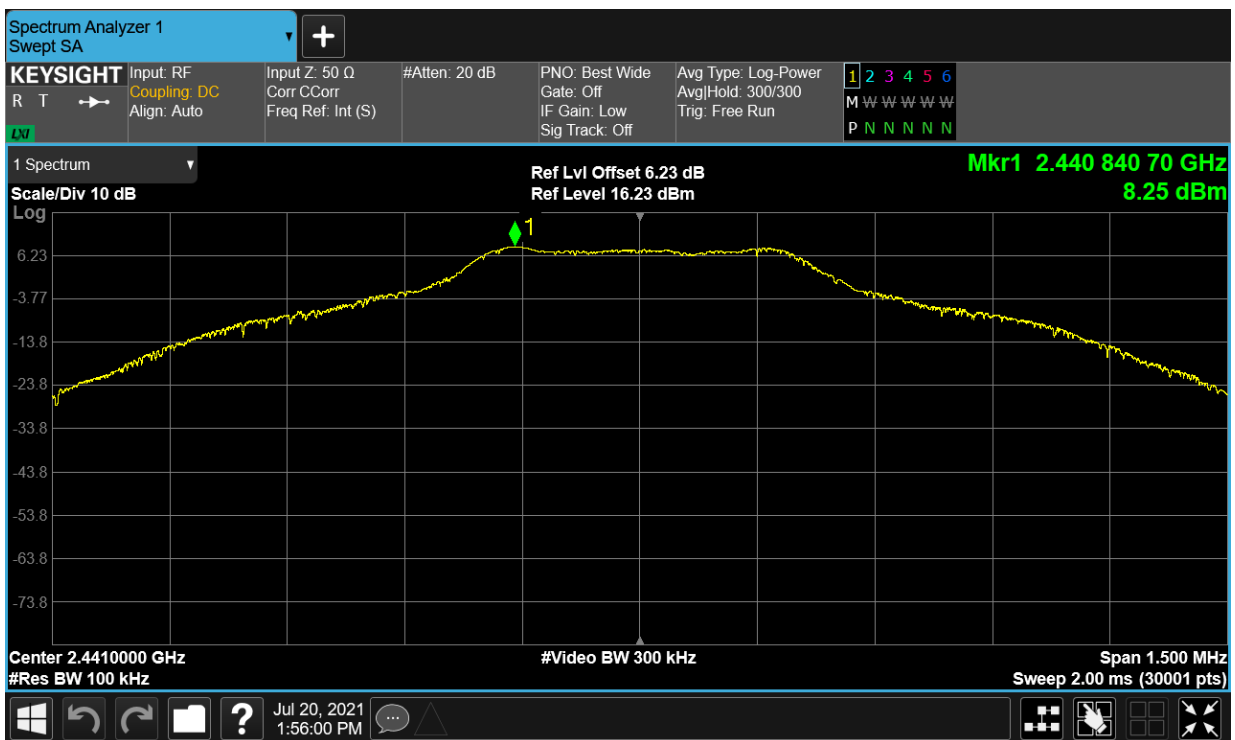 Spectrum Analyzer 1
Swept SA
KEYSIGHT
R T
LXI
Input: RF
Coupling: DC
Align: Auto
Input Z: 50 Ω
Corr CCorr
Freq Ref: Int (S)
#Atten: 20 dB
PNO: Best Wide
Gate: Off
IF Gain: Low
Sig Track: Off
Avg Type: Log-Power
Avg|Hold: 300/300
Trig: Free Run
1 2 3 4 5 6
M W W W W W
P N N N N N
1 Spectrum
Scale/Div 10 dB
Ref Lvl Offset 6.23 dB
Ref Level 16.23 dBm
Mkr1 2.440 840 70 GHz
8.25 dBm
Log
1
6.23
-3.77
-13.8
-23.8
-33.8
-43.8
-53.8
-63.8
-73.8
Center 2.4410000 GHz
#Video BW 300 kHz
Span 1.500 MHz
#Res BW 100 kHz
Sweep 2.00 ms (30001 pts)
?
Jul 20, 2021
1:56:00 PM